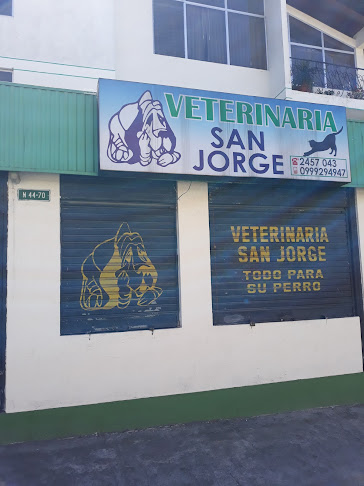 VETERINARIA
SAN
JORGE
2457 043
0999294947
N 44-70
VETERINARIA
SAN JORGE
TODO PARA
SU PERRO